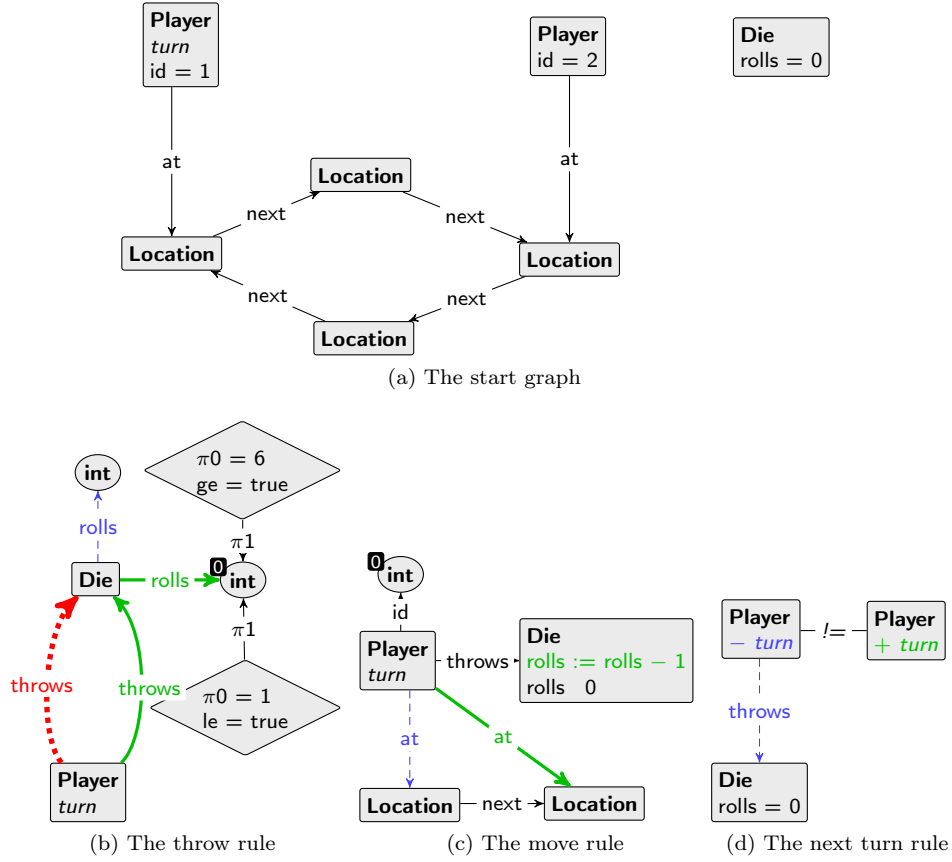 Player
turn
id = 1
Player
id = 2
Die
rolls = 0
at
at
Location
next
next
Location
Location
next
next
Location
(a) The start graph
int
π0 = 6
ge = true
rolls
π1
0
int
Die
rolls
π1
throws
throws
π0 = 1
le = true
Player
turn
(b) The throw rule
0
int
id
Player
turn
throws
Die
rolls := rolls − 1
rolls 0
at
at
Location
next
Location
(c) The move rule
Player
− turn
!=
Player
+ turn
throws
Die
rolls = 0
(d) The next turn rule